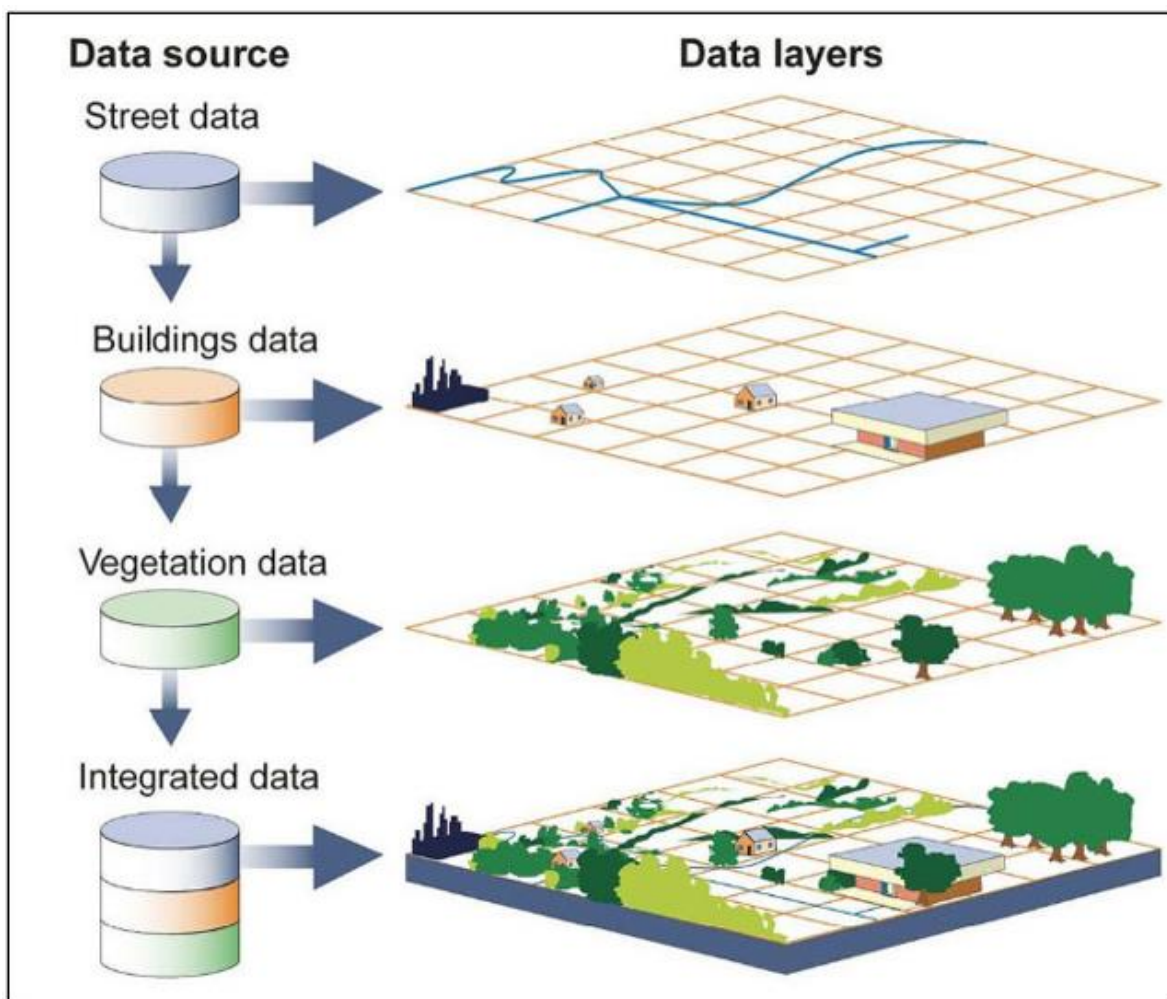 Data source
Data layers
Street data
Buildings data
Vegetation data
Integrated data